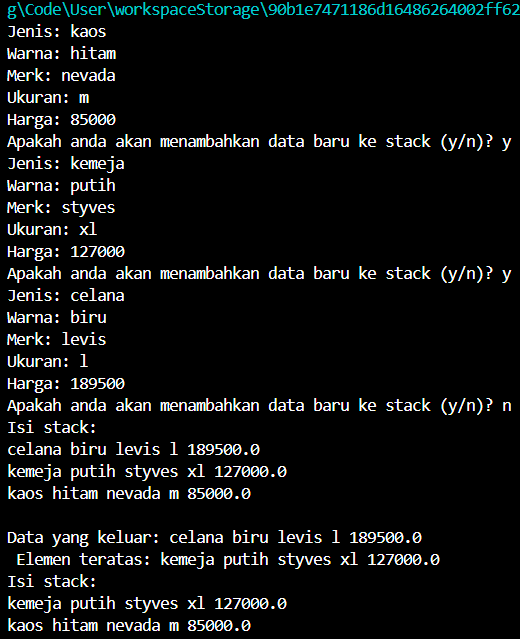 g\Code\User\workspaceStorage\90b1e7471186d16486264002ff62
Jenis: kaos
Warna: hitam
Merk: nevada
Ukuran: m
Harga: 85000
Apakah anda akan menambahkan data baru ke stack (y/n)? y
Jenis: kemeja
Warna: putih
Merk: styves
Ukuran: xl
Harga: 127000
Apakah anda akan menambahkan data baru ke stack (y/n)? y
Jenis: celana
Warna: biru
Merk: levis
Ukuran: l
Harga: 189500
Apakah anda akan menambahkan data baru ke stack (y/n)? n
Isi stack:
celana biru levis l 189500.0
kemeja putih styves xl 127000.0
kaos hitam nevada m 85000.0

Data yang keluar: celana biru levis l 189500.0
 Elemen teratas: kemeja putih styves xl 127000.0
Isi stack:
kemeja putih styves xl 127000.0
kaos hitam nevada m 85000.0